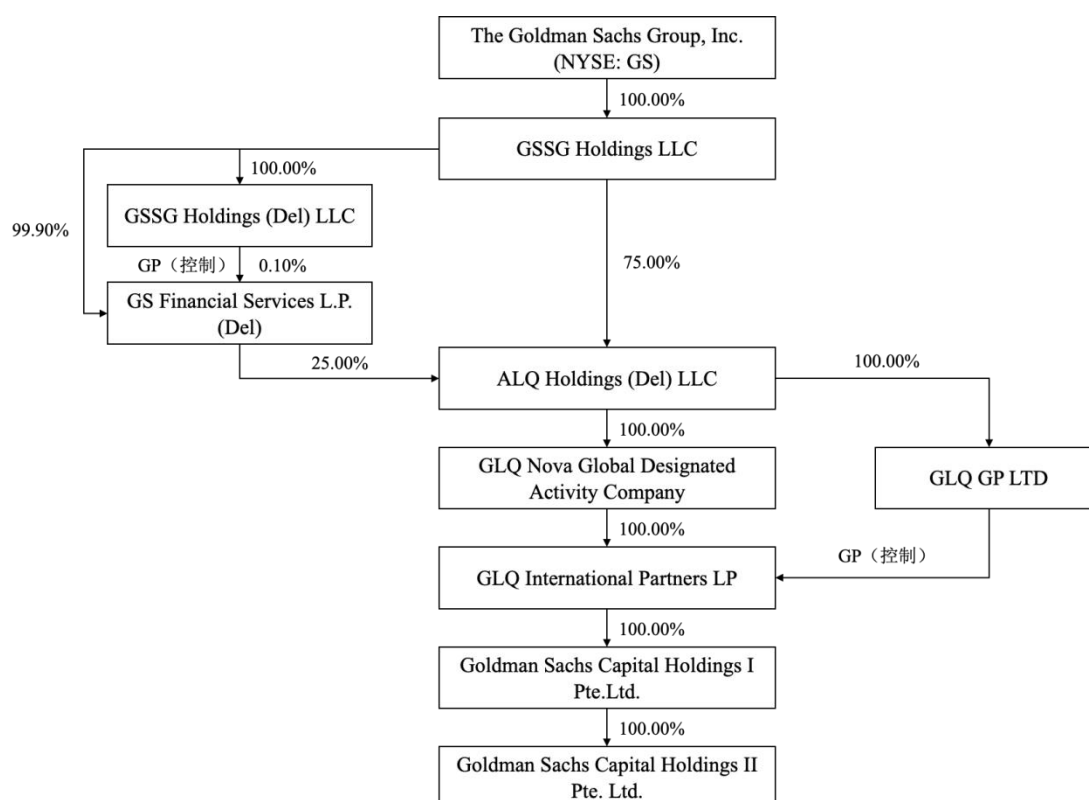 The Goldman Sachs Group, Inc.
(NYSE: GS)
100.00%
GSSG Holdings LLC
100.00%
GSSG Holdings (Del) LLC
99.90%
GP（控制）
0.10%
75.00%
GS Financial Services L.P.
(Del)
25.00%
ALQ Holdings (Del) LLC
100.00%
100.00%
GLQ Nova Global Designated
Activity Company
GLQ GP LTD
100.00%
GP（控制）
GLQ International Partners LP
100.00%
Goldman Sachs Capital Holdings I
Pte.Ltd.
100.00%
Goldman Sachs Capital Holdings II
Pte. Ltd.